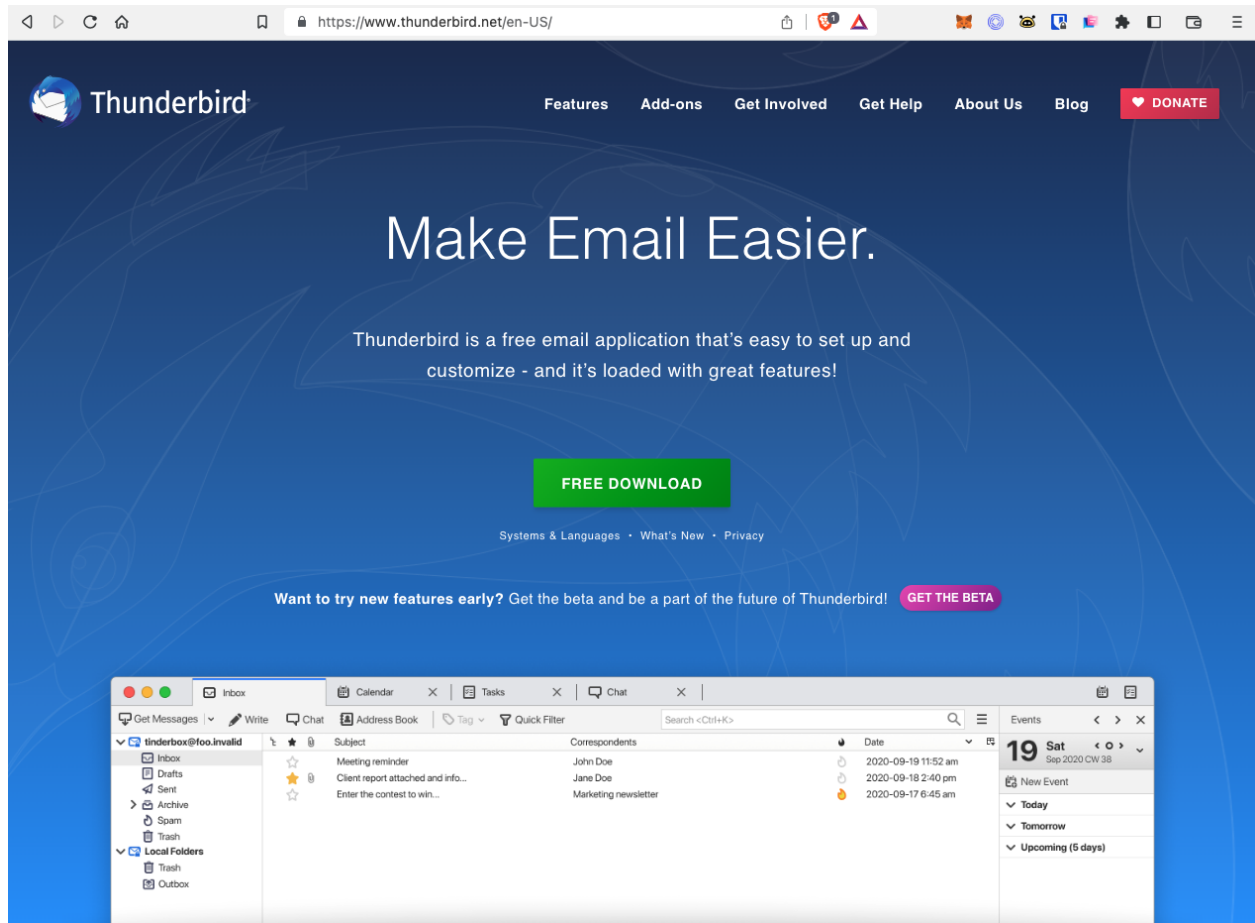 https://www.thunderbird.net/en-US/
1
Thunderbird
Features Add-ons Get Involved Get Help About Us Blog DONATE
Make Email Easier.
Thunderbird is a free email application that's easy to set up and
customize - and it's loaded with great features!
FREE DOWNLOAD
Systems & Languages • What's New • Privacy
Want to try new features early? Get the beta and be a part of the future of Thunderbird! GET THE BETA
Inbox Calendar Tasks Chat
Get Messages Write Chat Address Book Tag Quick Filter Search <Ctrl+K> Events
tinderbox@foo.invalid Subject Correspondents Date 19 Sat
Sep 2020 CW 38
Inbox Meeting reminder John Doe 2020-09-19 11:52 am
Drafts Client report attached and info... Jane Doe 2020-09-18 2:40 pm New Event
Sent Enter the contest to win... Marketing newsletter 2020-09-17 6:45 am
Archive Today
Spam Tomorrow
Trash
Local Folders Upcoming (5 days)
Trash
Outbox